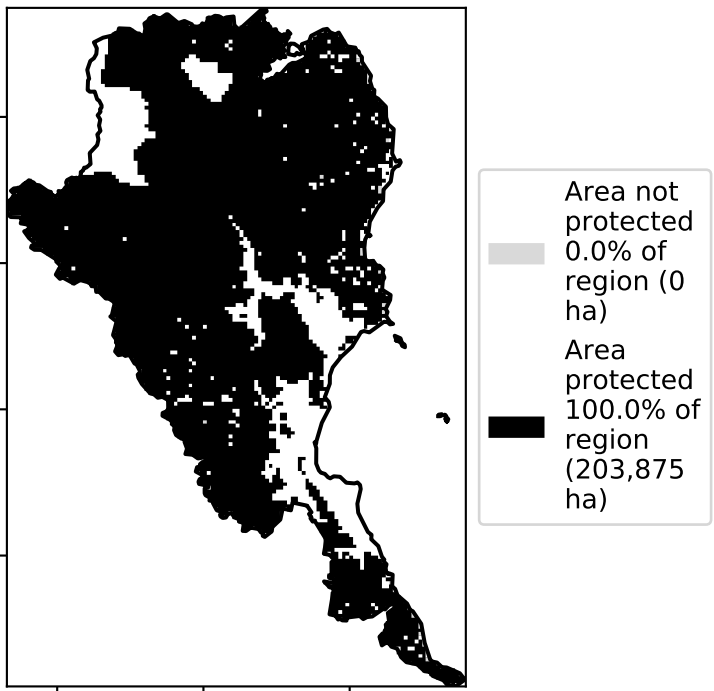 Area not
protected
0.0% of
region (0
ha)
Area
protected
100.0% of
region
(203,875
ha)